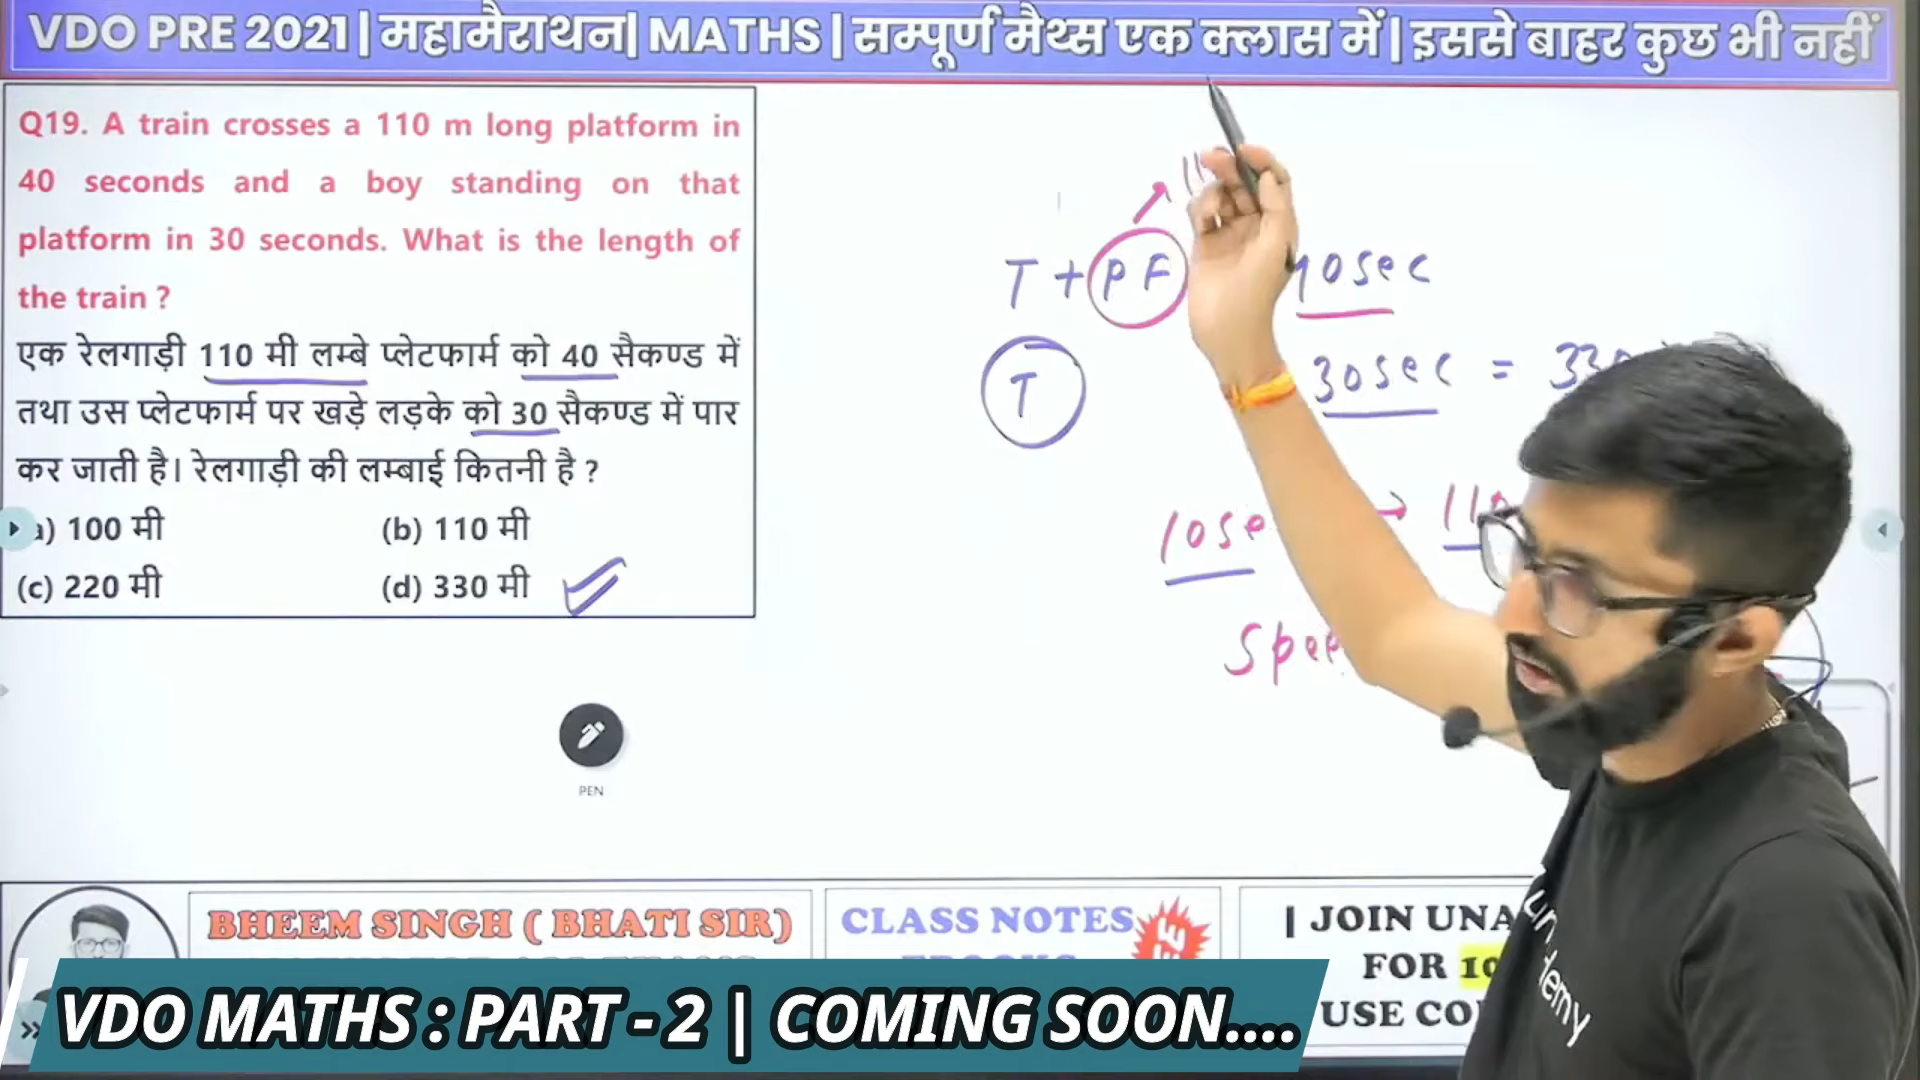 VDO PRE 2021 | महामैराथन| MATHS | सम्पूर्ण मैथ्स एक क्लास में | इससे बाहर कुछ भी नहीं
Q19. A train crosses a 110 m long platform in
40 seconds and a boy standing on that
platform in 30 seconds. What is the length of
the train ?
एक रेलगाड़ी 110 मी लम्बे प्लेटफार्म को 40 सैकण्ड में
तथा उस प्लेटफार्म पर खड़े लड़के को 30 सैकण्ड में पार
कर जाती है। रेलगाड़ी की लम्बाई कितनी है ?
a) 100 मी (b) 110 मी
(c) 220 मी (d) 330 मी
T + PF 40sec
T 30sec = 330
10se → 110
Spee
PEN
BHEEM SINGH ( BHATI SIR)
CLASS NOTES
| JOIN UNA
FOR 10
USE CO
VDO MATHS : PART - 2 | COMING SOON....